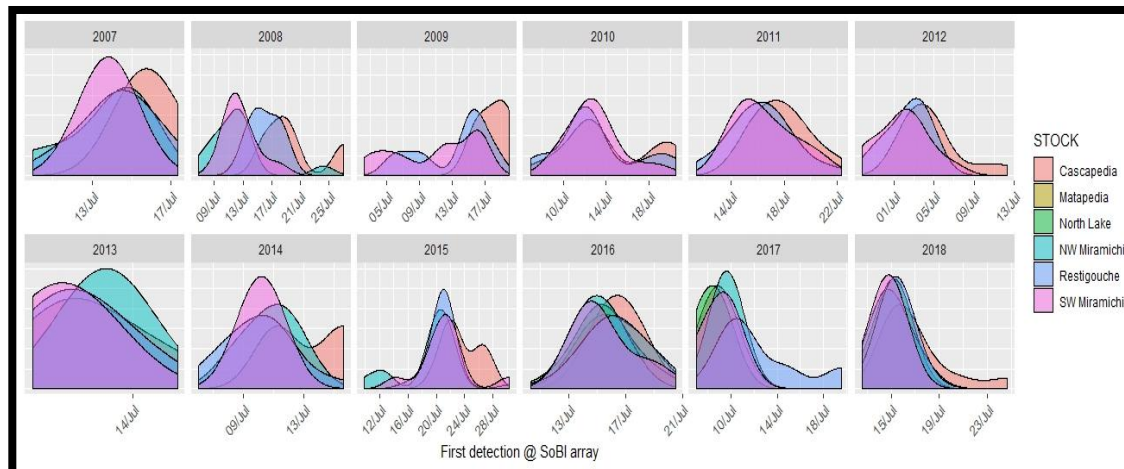 2007 2008 2009 2010 2011 2012
13/Jul 17/Jul 09/Jul 13/Jul 17/Jul 21/Jul 25/Jul 05/Jul 09/Jul 13/Jul 17/Jul 10/Jul 14/Jul 18/Jul 14/Jul 18/Jul 22/Jul 01/Jul 05/Jul 09/Jul 13/Jul
2013 2014 2015 2016 2017 2018
14/Jul 09/Jul 13/Jul 12/Jul 16/Jul 20/Jul 24/Jul 28/Jul 13/Jul 17/Jul 21/Jul 10/Jul 14/Jul 18/Jul 15/Jul 19/Jul 23/Jul
First detection @ SoBI array
STOCK
Cascapedia
Matapedia
North Lake
NW Miramichi
Restigouche
SW Miramichi